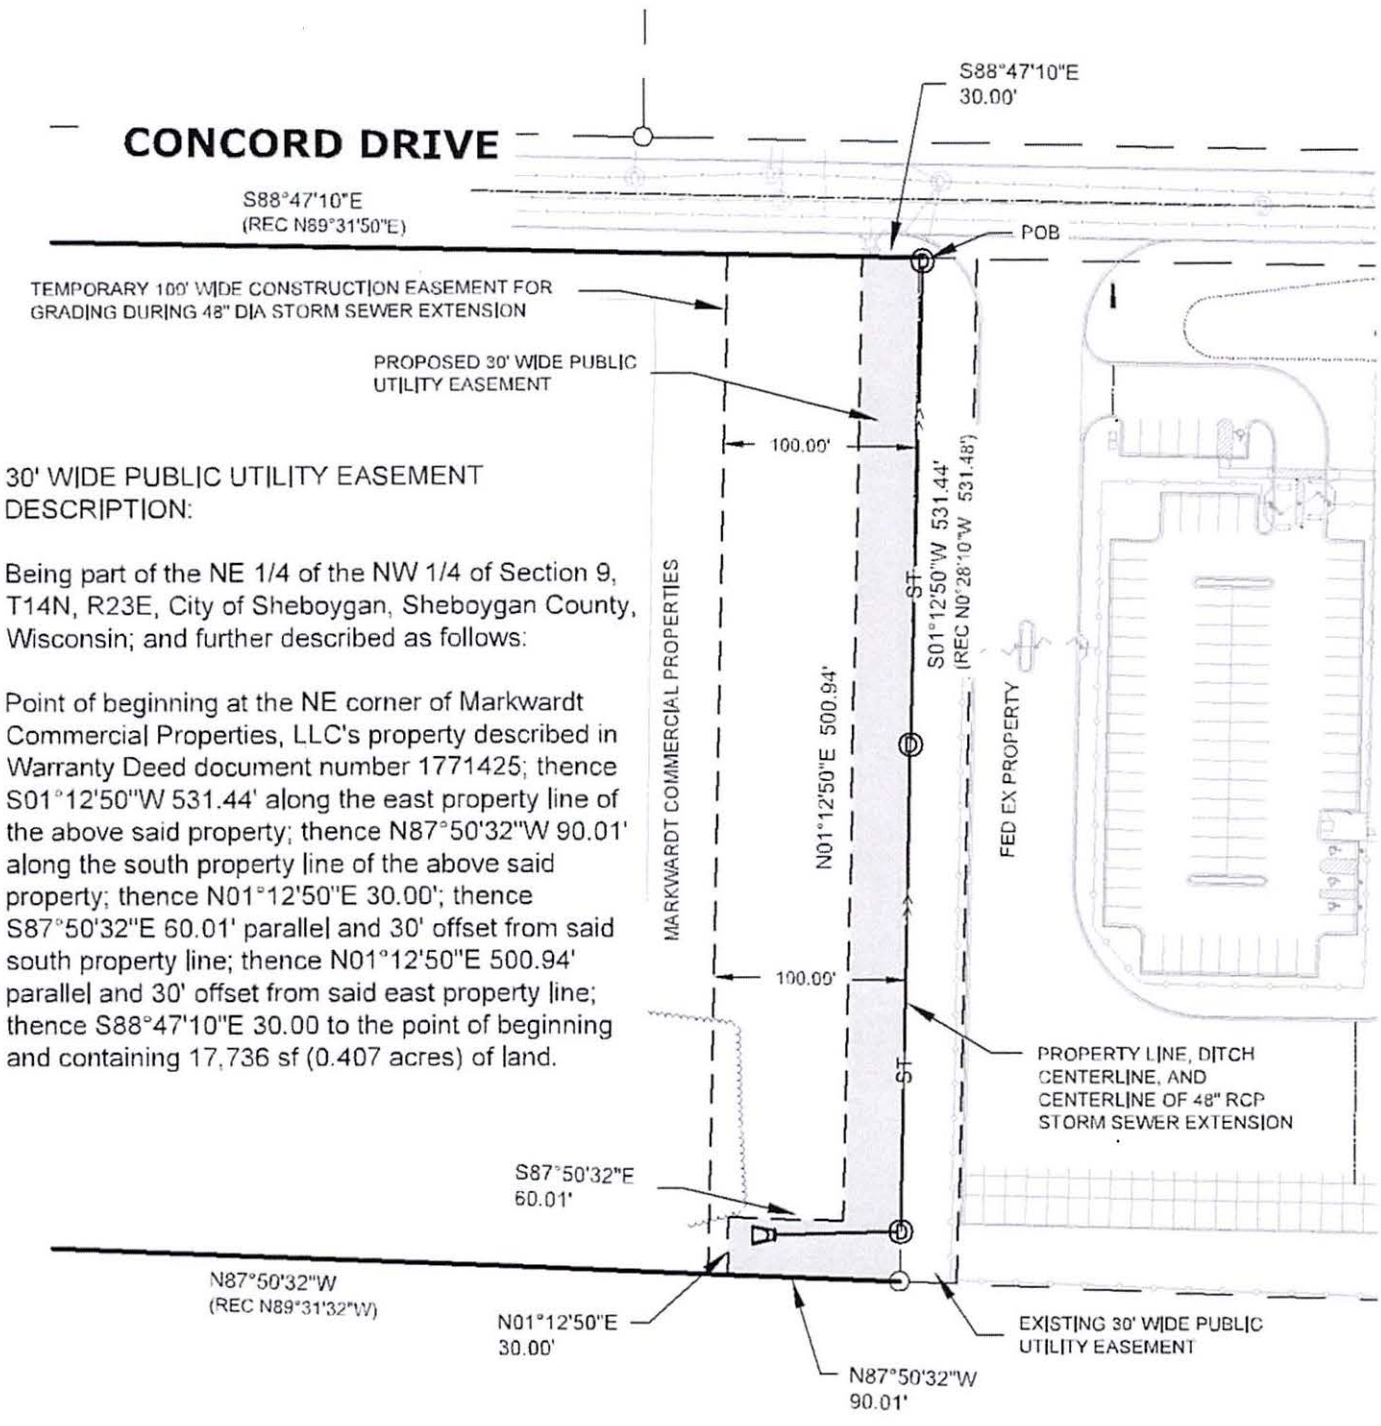 S88°47'10"E
30.00'
CONCORD DRIVE
S88°47'10"E
(REC N89°31'50"E)
POB
TEMPORARY 100' WIDE CONSTRUCTION EASEMENT FOR
GRADING DURING 48" DIA STORM SEWER EXTENSION
PROPOSED 30' WIDE PUBLIC
UTILITY EASEMENT
100.00'
30' WIDE PUBLIC UTILITY EASEMENT
DESCRIPTION:
Being part of the NE 1/4 of the NW 1/4 of Section 9,
T14N, R23E, City of Sheboygan, Sheboygan County,
Wisconsin; and further described as follows:
Point of beginning at the NE corner of Markwardt
Commercial Properties, LLC's property described in
Warranty Deed document number 1771425; thence
S01°12'50"W 531.44' along the east property line of
the above said property; thence N87°50'32"W 90.01'
along the south property line of the above said
property; thence N01°12'50"E 30.00'; thence
S87°50'32"E 60.01' parallel and 30' offset from said
south property line; thence N01°12'50"E 500.94'
parallel and 30' offset from said east property line;
thence S88°47'10"E 30.00 to the point of beginning
and containing 17,736 sf (0.407 acres) of land.
MARKWARDT COMMERCIAL PROPERTIES
N01°12'50"E 500.94'
ST
S01°12'50"W 531.44'
(REC N0°28'10"W 531.48')
FED EX PROPERTY
D
D
100.00'
ST
PROPERTY LINE, DITCH
CENTERLINE, AND
CENTERLINE OF 48" RCP
STORM SEWER EXTENSION
S87°50'32"E
60.01'
D
N87°50'32"W
(REC N89°31'32"W)
N01°12'50"E
30.00'
EXISTING 30' WIDE PUBLIC
UTILITY EASEMENT
N87°50'32"W
90.01'